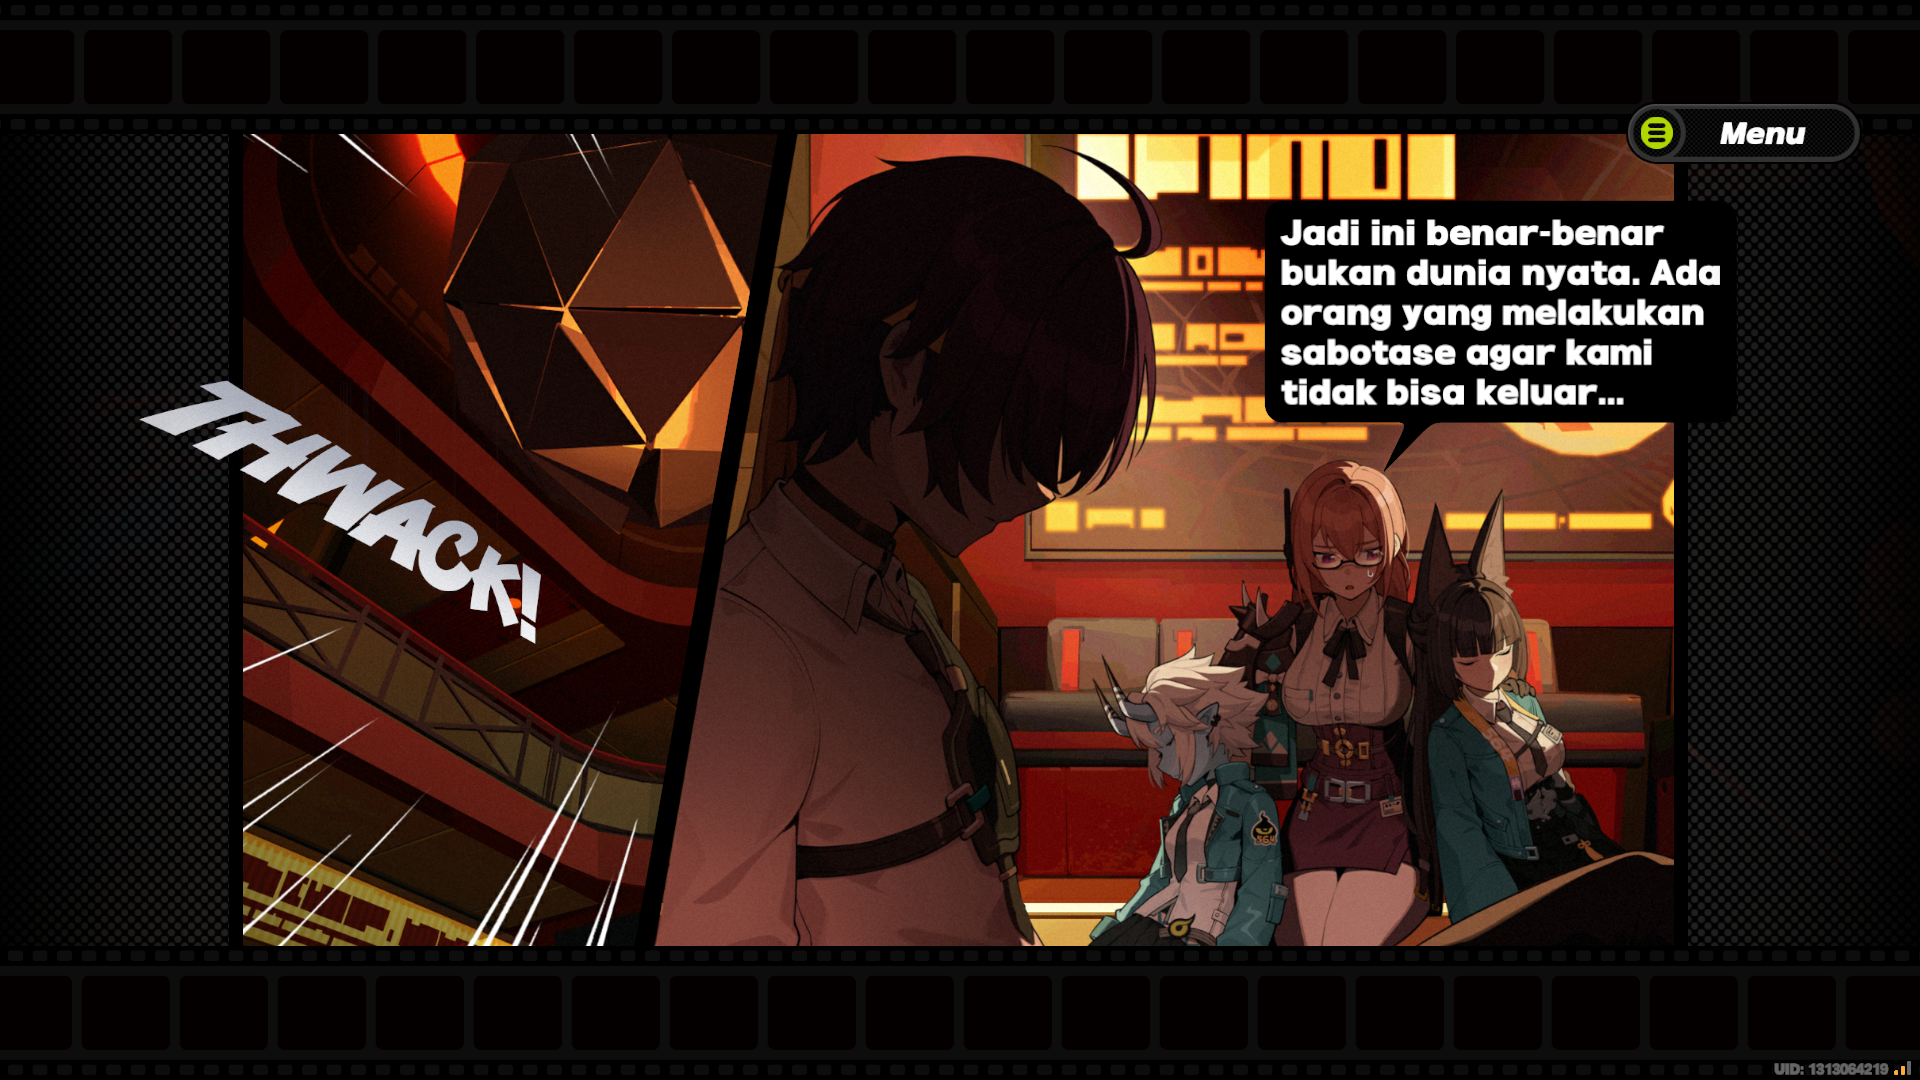 Menu
Jadi ini benar-benar
bukan dunia nyata. Ada
orang yang melakukan
sabotase agar kami
tidak bisa keluar...
THWACK!
564
UID: 1313064219